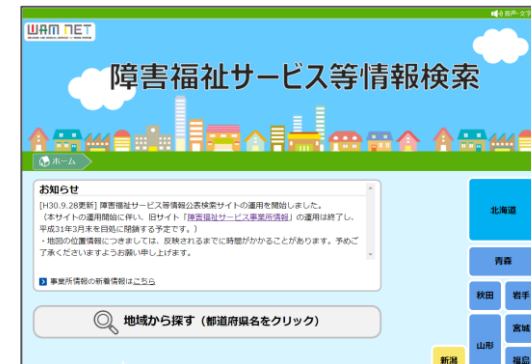 音声・文字
WAM NET
障害福祉サービス等情報検索
ホーム
お知らせ
[H30.9.28更新] 障害福祉サービス等情報公表検索サイトの運用を開始しました。
（本サイトの運用開始に伴い、旧サイト「障害福祉サービス事業所情報」の運用は終了し、
平成31年3月末を目処に閉鎖する予定です。）
・地図の位置情報につきましては、反映されるまでに時間がかかることがあります。予めご
了承くださいますようお願い申し上げます。
事業所情報の新着情報はこちら
地域から探す（都道府県名をクリック）
北海道
青森
秋田 岩手
山形 宮城
新潟 福島